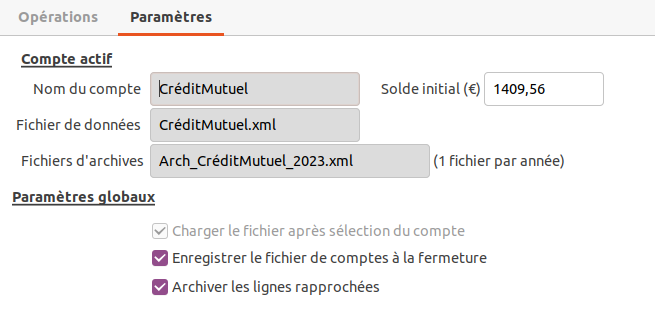 Opérations Paramètres
Compte actif
Nom du compte CréditMutuel Solde initial (€) 1409,56
Fichier de données CréditMutuel.xml
Fichiers d'archives Arch_CréditMutuel_2023.xml (1 fichier par année)
Paramètres globaux
Charger le fichier après sélection du compte
Enregistrer le fichier de comptes à la fermeture
Archiver les lignes rapprochées